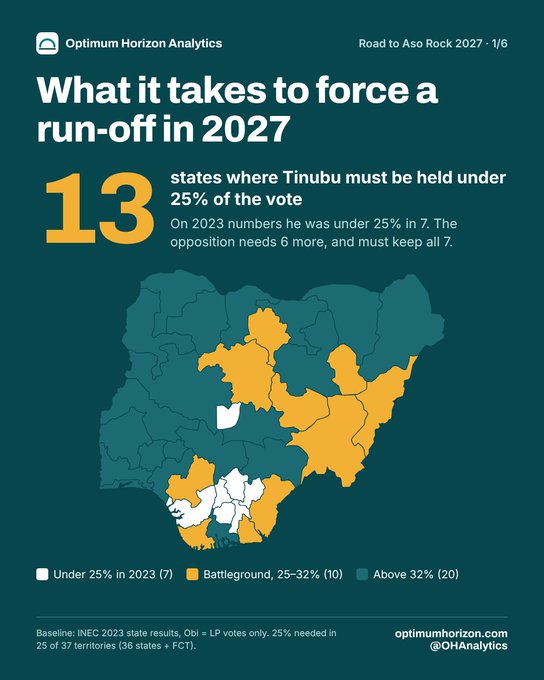 Optimum Horizon Analytics
Road to Aso Rock 2027 · 1/6
What it takes to force a
run-off in 2027
13
states where Tinubu must be held under
25% of the vote
On 2023 numbers he was under 25% in 7. The
opposition needs 6 more, and must keep all 7.
Under 25% in 2023 (7)
Battleground, 25–32% (10)
Above 32% (20)
Baseline: INEC 2023 state results, Obi = LP votes only. 25% needed in
25 of 37 territories (36 states + FCT).
optimumhorizon.com
@OHAnalytics